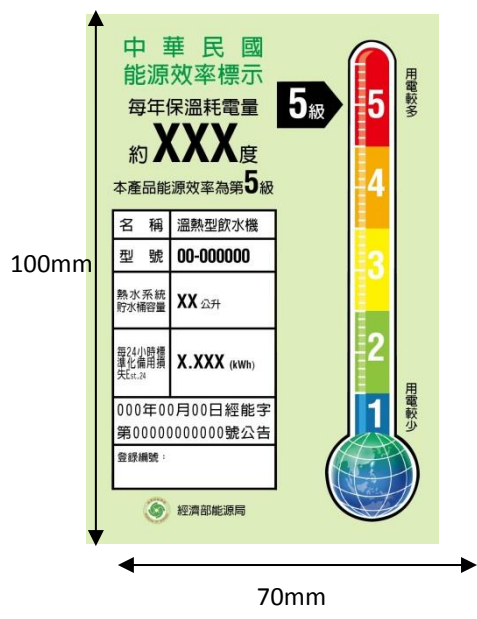 中華民國
能源效率標示
每年保溫耗電量
約XXX度
本產品能源效率為第5級
名稱 溫熱型飲水機
型號 00-000000
熱水系統
貯水桶容量
XX 公升
每24小時標
準化備用損
失Est,24
X.XXX (kWh)
000年00月00日經能字
第00000000000號公告
登錄編號：
經濟部能源局
5級
用電較多
5
4
3
2
1
用電較少
100mm
70mm